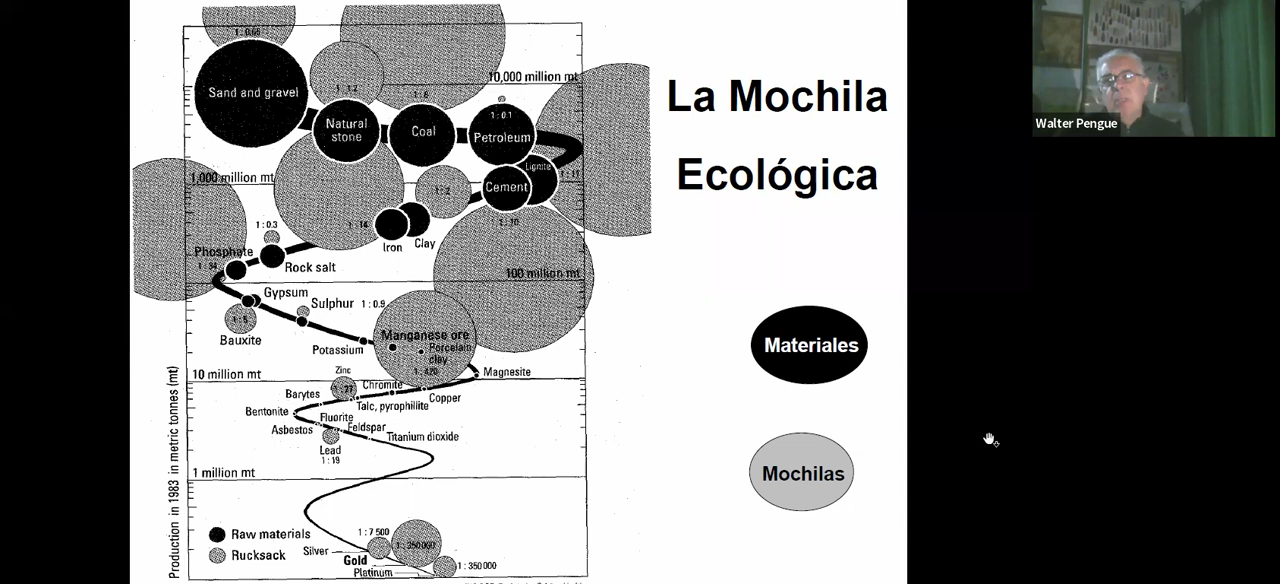 La Mochila
Ecológica
Walter Pengue
Materiales
Mochilas
Production in 1983 in metric tonnes (mt)
1 : 0.66
Sand and gravel
10,000 million mt
1 : 1.2
1 : 6
1 : 0.1
Natural
stone
Coal
Petroleum
Lignite
1 : 11
1,000 million mt
1 : 2
Cement
1 : 14
1 : 10
Iron
Clay
1 : 0.3
Phosphate
1 : 34
Rock salt
100 million mt
Gypsum
Sulphur
1 : 0.9
1 : 5
Bauxite
Manganese ore
Potassium
Porcelain
clay
1 : 420
10 million mt
Zinc
Magnesite
1 : 27
Chromite
Barytes
Copper
Talc, pyrophillite
Bentonite
Fluorite
Asbestos
Feldspar
Titanium dioxide
Lead
1 : 19
1 million mt
Raw materials
Rucksack
1 : 7 500
1 : 350 000
Silver
Gold
1 : 350 000
Platinum